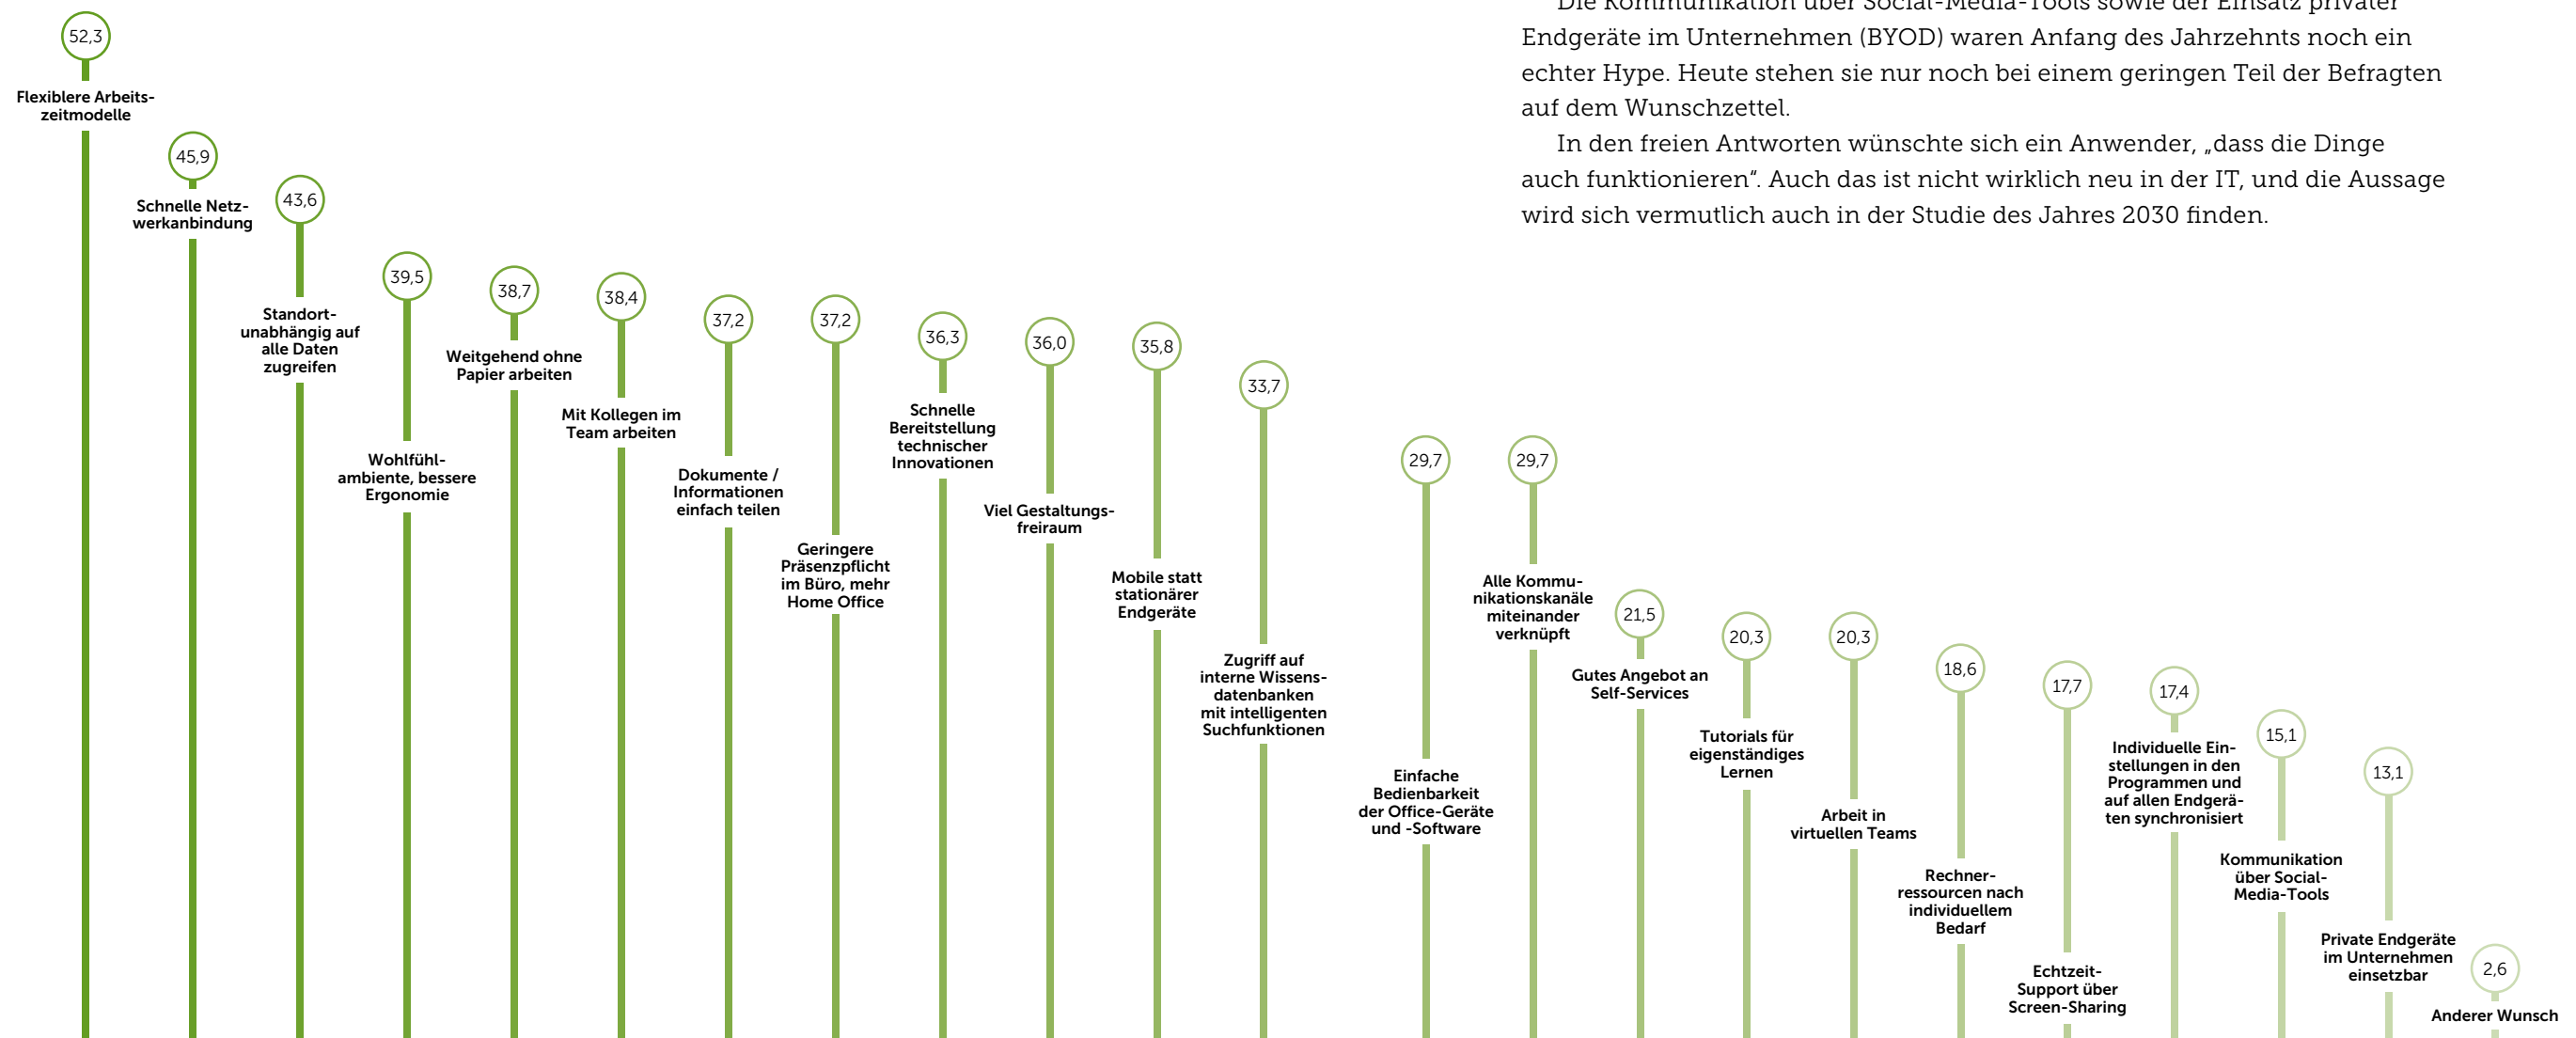 52,3
Flexiblere Arbeits-
zeitmodelle
45,9
Schnelle Netz-
werkanbindung
43,6
Standort-
unabhängig auf
alle Daten
zugreifen
39,5
Wohlfühl-
ambiente, bessere
Ergonomie
38,7
Weitgehend ohne
Papier arbeiten
38,4
Mit Kollegen im
Team arbeiten
37,2
Dokumente /
Informationen
einfach teilen
37,2
Geringere
Präsenzpflicht
im Büro, mehr
Home Office
36,3
Schnelle
Bereitstellung
technischer
Innovationen
36,0
Viel Gestaltungs-
freiraum
35,8
Mobile statt
stationärer
Endgeräte
33,7
Zugriff auf
interne Wissens-
datenbanken
mit intelligenten
Suchfunktionen
29,7
Einfache
Bedienbarkeit
der Office-Geräte
und -Software
29,7
Alle Kommu-
nikationskanäle
miteinander
verknüpft
21,5
Gutes Angebot an
Self-Services
20,3
Tutorials für
eigenständiges
Lernen
20,3
Arbeit in
virtuellen Teams
18,6
Rechner-
ressourcen nach
individuellem
Bedarf
17,7
Echtzeit-
Support über
Screen-Sharing
17,4
Individuelle Ein-
stellungen in den
Programmen und
auf allen Endgerä-
ten synchronisiert
15,1
Kommunikation
über Social-
Media-Tools
13,1
Private Endgeräte
im Unternehmen
einsetzbar
2,6
Anderer Wunsch
Die Kommunikation über Social-Media-Tools sowie der Einsatz privater
Endgeräte im Unternehmen (BYOD) waren Anfang des Jahrzehnts noch ein
echter Hype. Heute stehen sie nur noch bei einem geringen Teil der Befragten
auf dem Wunschzettel.
In den freien Antworten wünschte sich ein Anwender, „dass die Dinge
auch funktionieren“. Auch das ist nicht wirklich neu in der IT, und die Aussage
wird sich vermutlich auch in der Studie des Jahres 2030 finden.